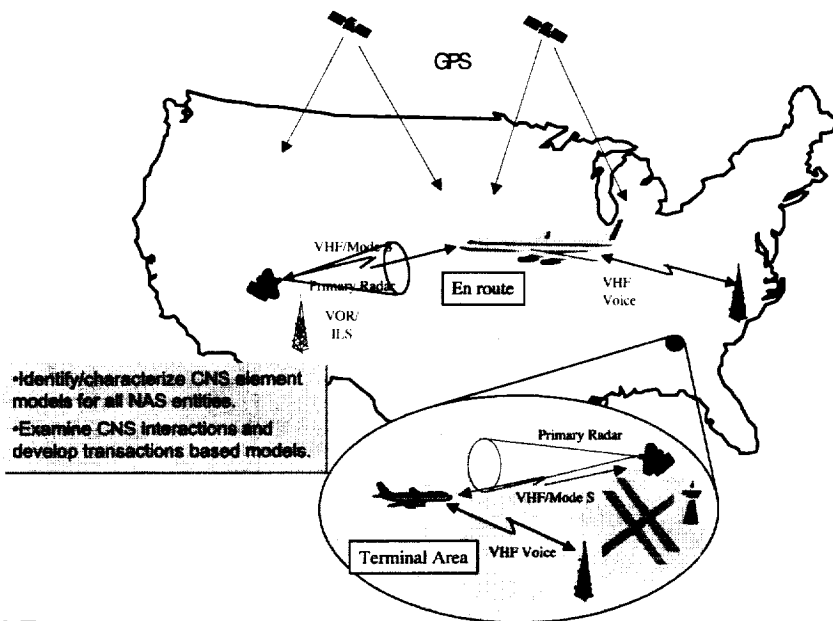 GPS
VHF/Mode S
Primary Radar
VOR/
ILS
En route
VHF
Voice
•Identify/characterize CNS element
models for all NAS entities.
•Examine CNS interactions and
develop transactions based models.
Primary Radar
VHF/Mode S
VHF Voice
Terminal Area